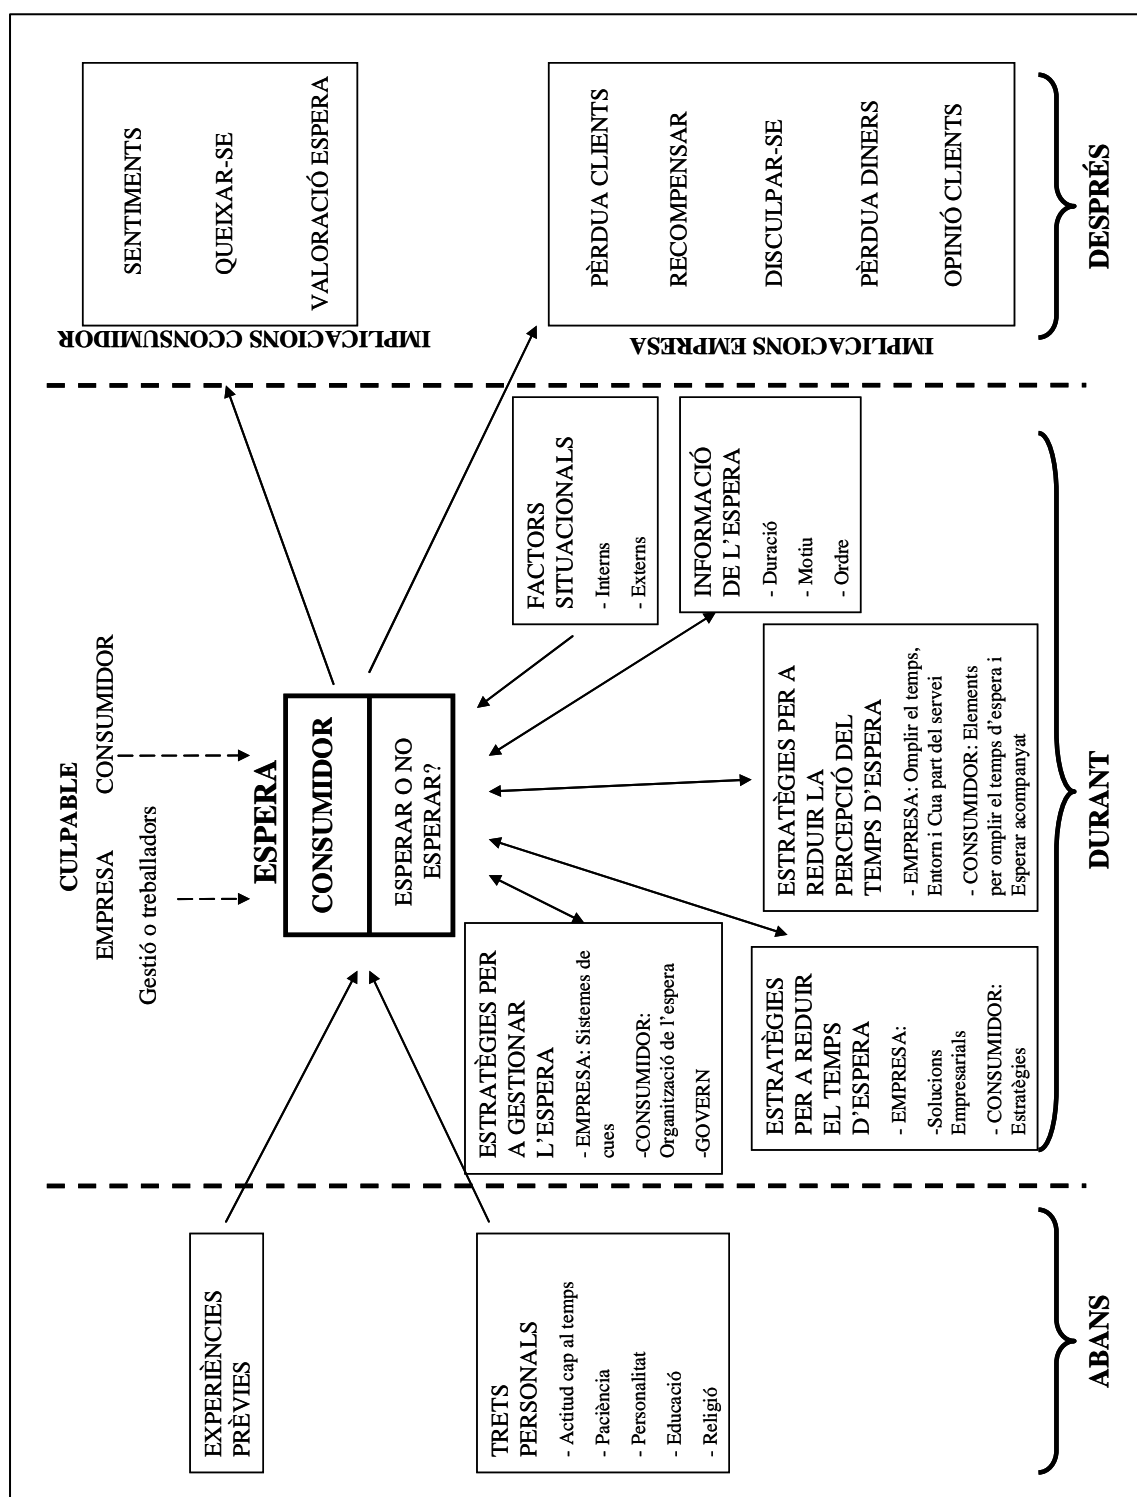 CULPABLE
EMPRESA
CONSUMIDOR
Gestió o treballadors
ESPERA
CONSUMIDOR
ESPERAR O NO
ESPERAR?
EXPERIÈNCIES
PRÈVIES
TRETS
PERSONALS
- Actitud cap al temps
- Paciència
- Personalitat
- Educació
- Religió
ABANS
ESTRATÈGIES PER
A GESTIONAR
L'ESPERA
- EMPRESA: Sistemes de
cues
-CONSUMIDOR:
Organització de l'espera
-GOVERN
ESTRATÈGIES
PER A REDUIR
EL TEMPS
D'ESPERA
- EMPRESA:
-Solucions
Empresarials
- CONSUMIDOR:
Estratègies
ESTRATÈGIES PER A
REDUIR LA
PERCEPCIÓ DEL
TEMPS D'ESPERA
- EMPRESA: Omplir el temps,
Entorn i Cua part del servei
- CONSUMIDOR: Elements
per omplir el temps d'espera i
Esperar acompanyat
FACTORS
SITUACIONALS
- Interns
- Externs
INFORMACIÓ
DE L'ESPERA
- Duració
- Motiu
- Ordre
DURANT
IMPLICACIONS CCONSUMIDOR
SENTIMENTS
QUEIXAR-SE
VALORACIÓ ESPERA
IMPLICACIONS EMPRESA
PÈRDUA CLIENTS
RECOMPENSAR
DISCULPAR-SE
PÈRDUA DINERS
OPINIÓ CLIENTS
DESPRÉS